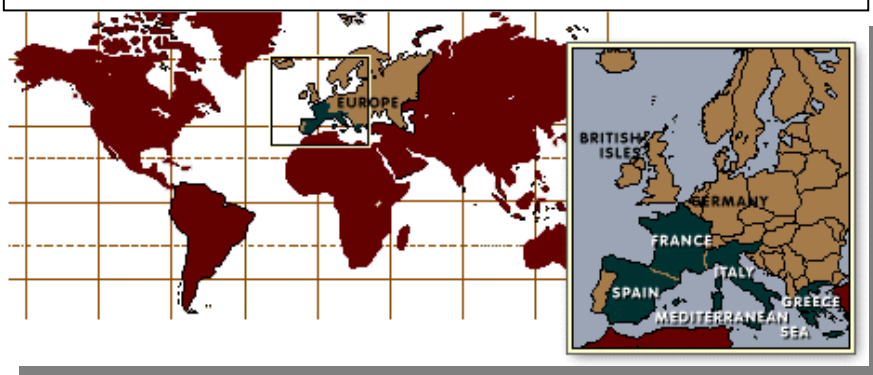 EUROPE
BRITISH
ISLES
GERMANY
FRANCE
ITALY
SPAIN
GREECE
MEDITERRANEAN
SEA